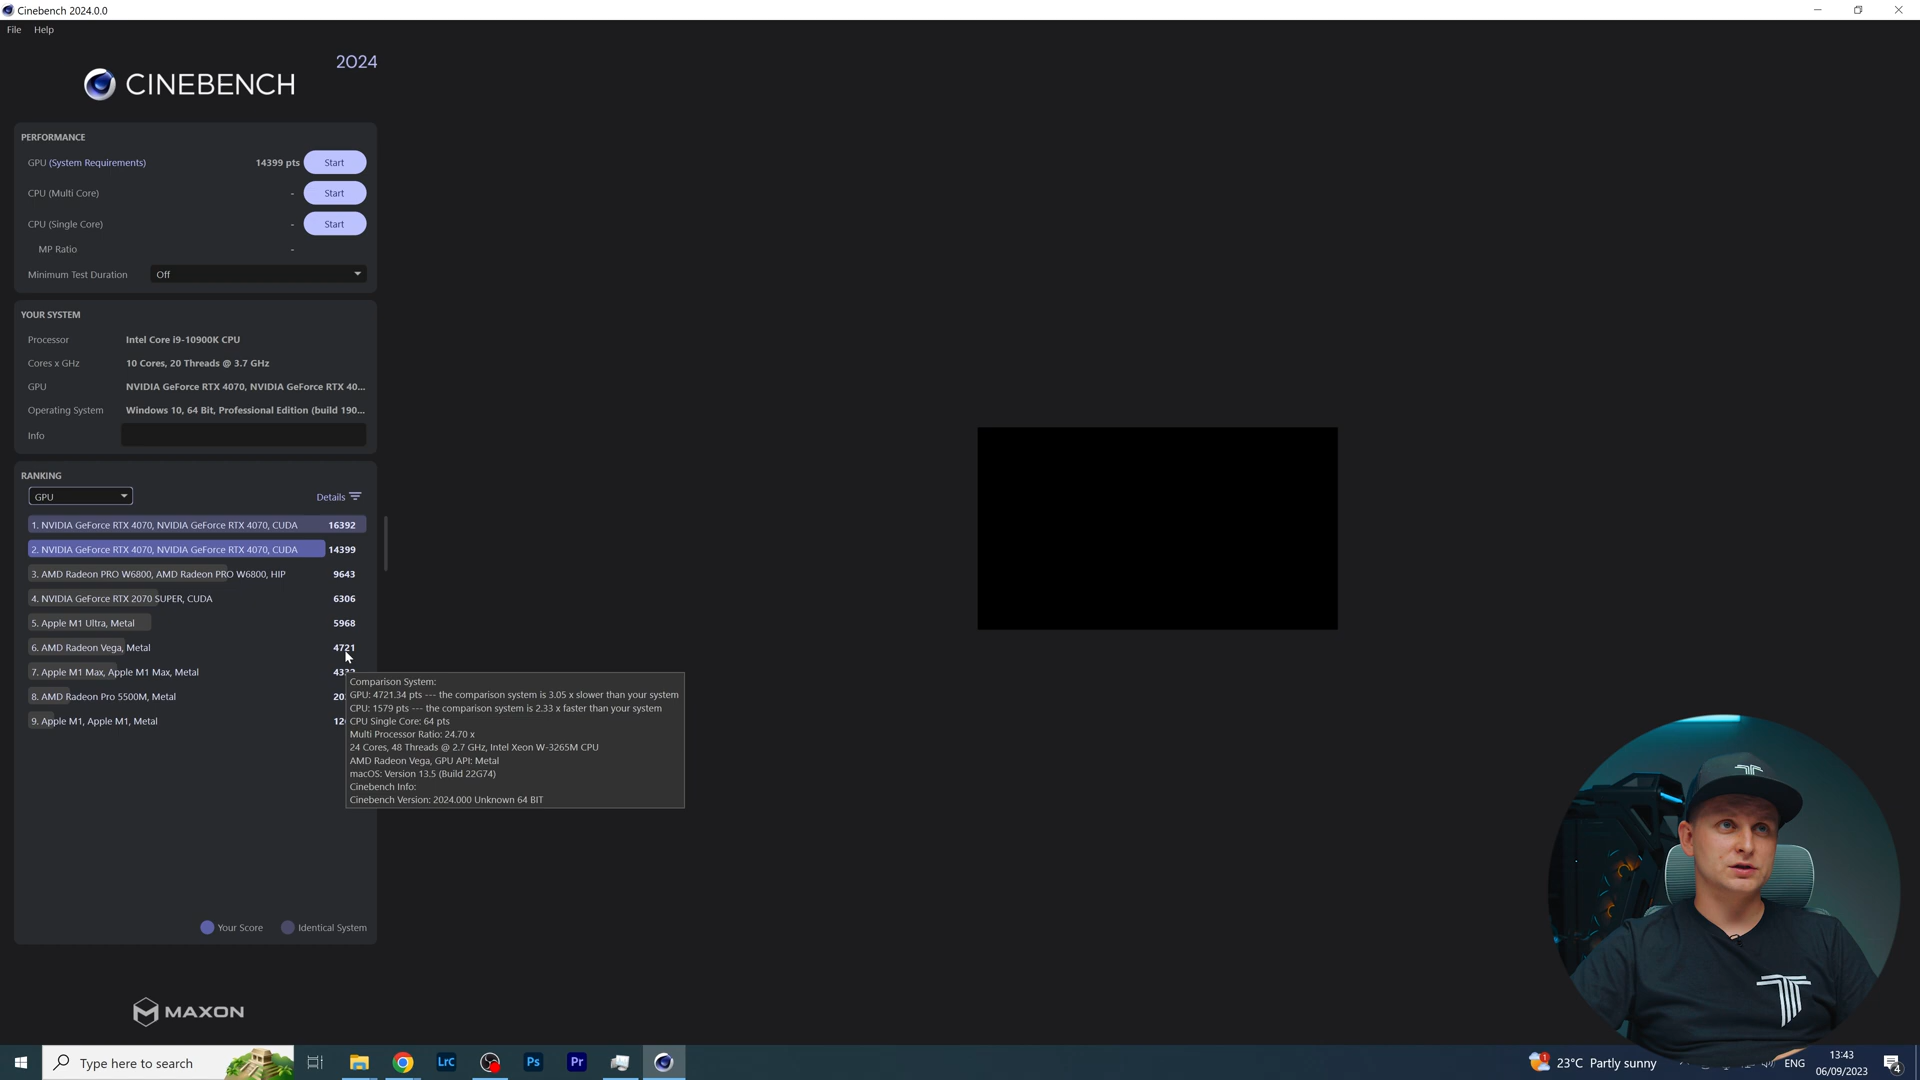 Cinebench 2024.0.0
File Help
2024
CINEBENCH
PERFORMANCE
GPU (System Requirements) 14399 pts Start
CPU (Multi Core) - Start
CPU (Single Core) - Start
MP Ratio -
Minimum Test Duration Off
YOUR SYSTEM
Processor Intel Core i9-10900K CPU
Cores x GHz 10 Cores, 20 Threads @ 3.7 GHz
GPU NVIDIA GeForce RTX 4070, NVIDIA GeForce RTX 40...
Operating System Windows 10, 64 Bit, Professional Edition (build 190...
Info
RANKING
GPU Details
1. NVIDIA GeForce RTX 4070, NVIDIA GeForce RTX 4070, CUDA 16392
2. NVIDIA GeForce RTX 4070, NVIDIA GeForce RTX 4070, CUDA 14399
3. AMD Radeon PRO W6800, AMD Radeon PRO W6800, HIP 9643
4. NVIDIA GeForce RTX 2070 SUPER, CUDA 6306
5. Apple M1 Ultra, Metal 5968
6. AMD Radeon Vega, Metal 4721
7. Apple M1 Max, Apple M1 Max, Metal
8. AMD Radeon Pro 5500M, Metal
9. Apple M1, Apple M1, Metal
Comparison System:
GPU: 4721.34 pts --- the comparison system is 3.05 x slower than your system
CPU: 1579 pts --- the comparison system is 2.33 x faster than your system
CPU Single Core: 64 pts
Multi Processor Ratio: 24.70 x
24 Cores, 48 Threads @ 2.7 GHz, Intel Xeon W-3265M CPU
AMD Radeon Vega, GPU API: Metal
macOS: Version 13.5 (Build 22G74)
Cinebench Info:
Cinebench Version: 2024.000 Unknown 64 BIT
Your Score Identical System
MAXON
Type here to search LrC Ps Pr 1 23°C Partly sunny ENG 13:43 4
06/09/2023